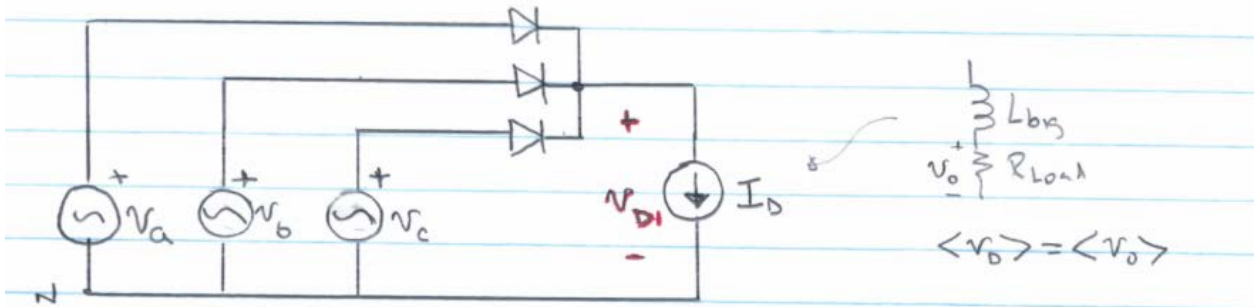 + + +
Va Vb Vc
+
VD1
-
ID
Lbig
+
vo
-
RLoad
<vD> = <vo>
N